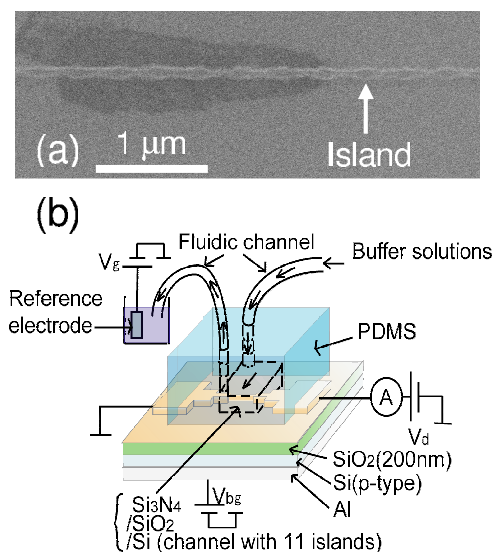 (a)
1 μm
Island
(b)
Fluidic channel
Buffer solutions
Vg
Reference
electrode
PDMS
A
Vd
SiO2(200nm)
Si(p-type)
Al
Vbg
Si3N4
/SiO2
/Si (channel with 11 islands)